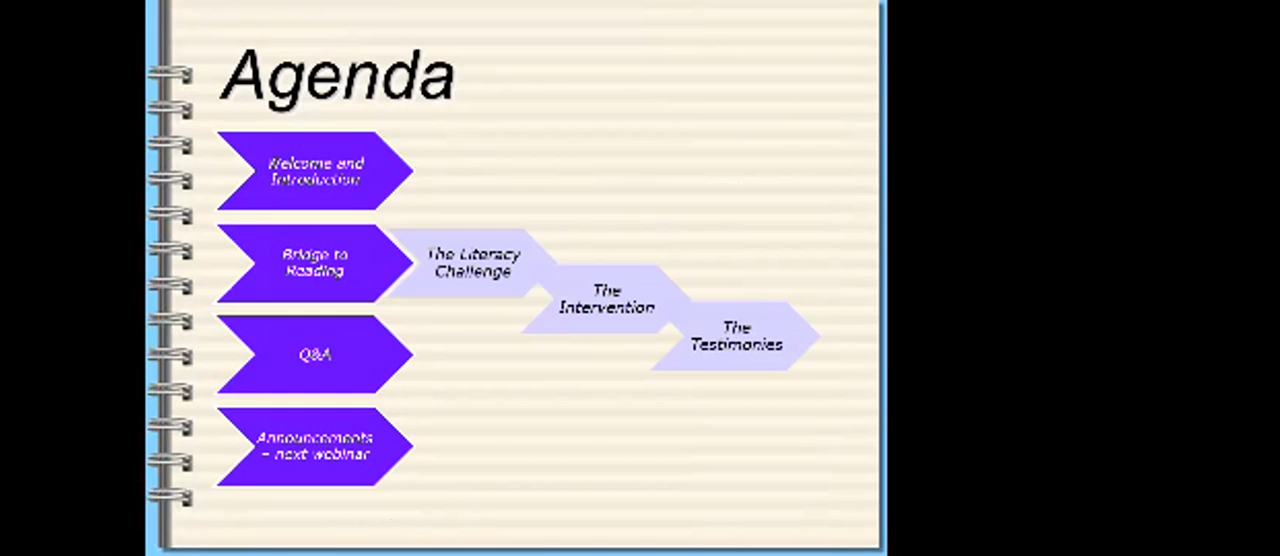 Agenda
Welcome and
Introduction
Bridge to
Reading
The Literacy
Challenge
The
Intervention
The
Testimonies
Q&A
Announcements
– next webinar